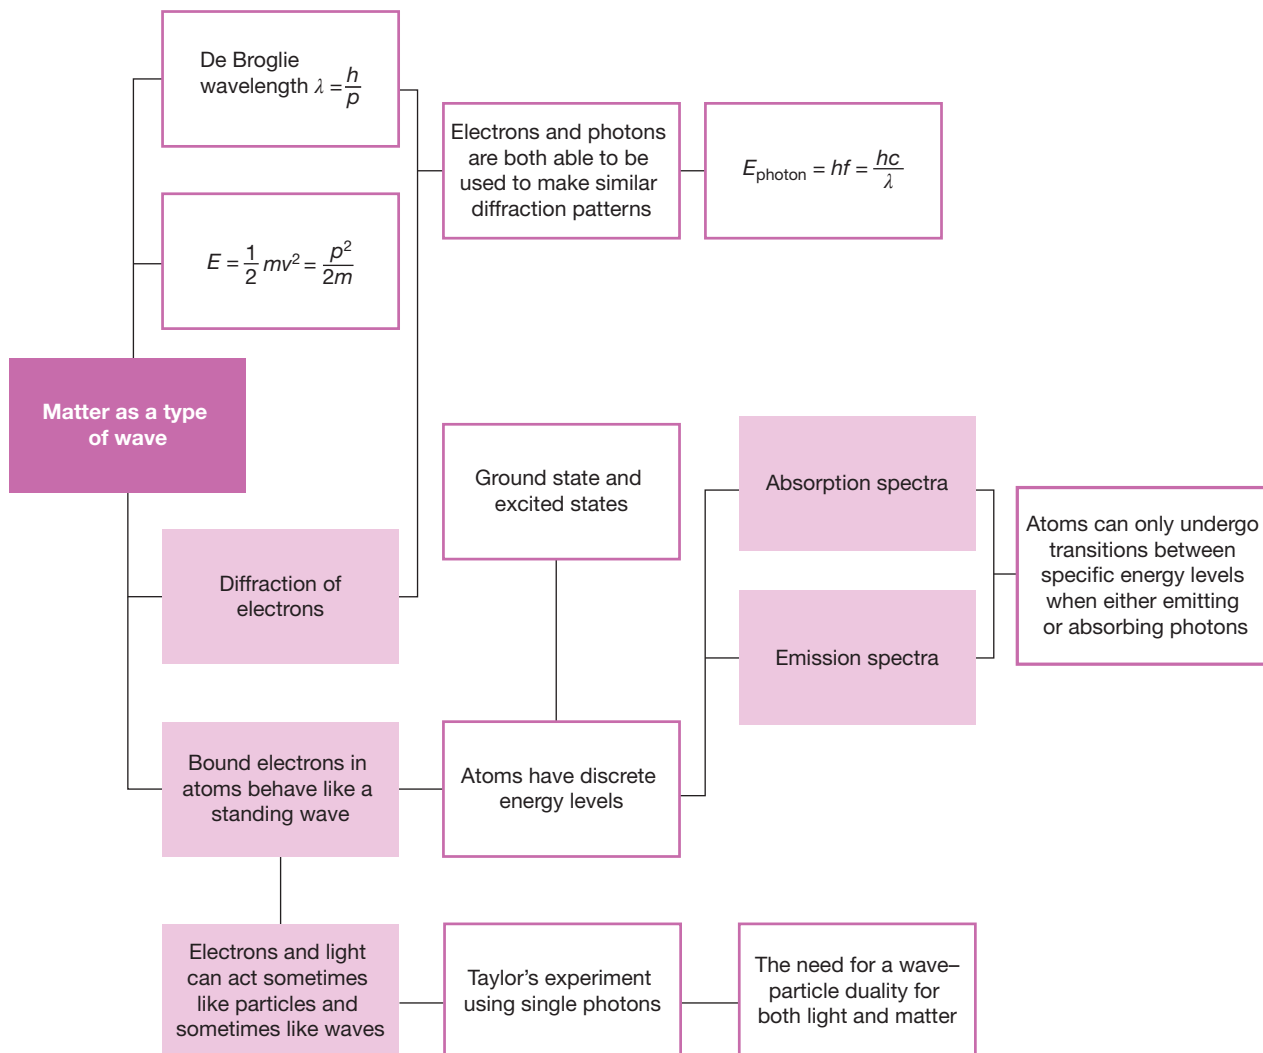 De Broglie
wavelength λ = h/p
Electrons and photons
are both able to be
used to make similar
diffraction patterns
E_photon = hf = hc/λ
E = 1/2 mv² = p²/2m
Matter as a type
of wave
Ground state and
excited states
Absorption spectra
Atoms can only undergo
transitions between
specific energy levels
when either emitting
or absorbing photons
Diffraction of
electrons
Emission spectra
Bound electrons in
atoms behave like a
standing wave
Atoms have discrete
energy levels
Electrons and light
can act sometimes
like particles and
sometimes like waves
Taylor’s experiment
using single photons
The need for a wave–
particle duality for
both light and matter